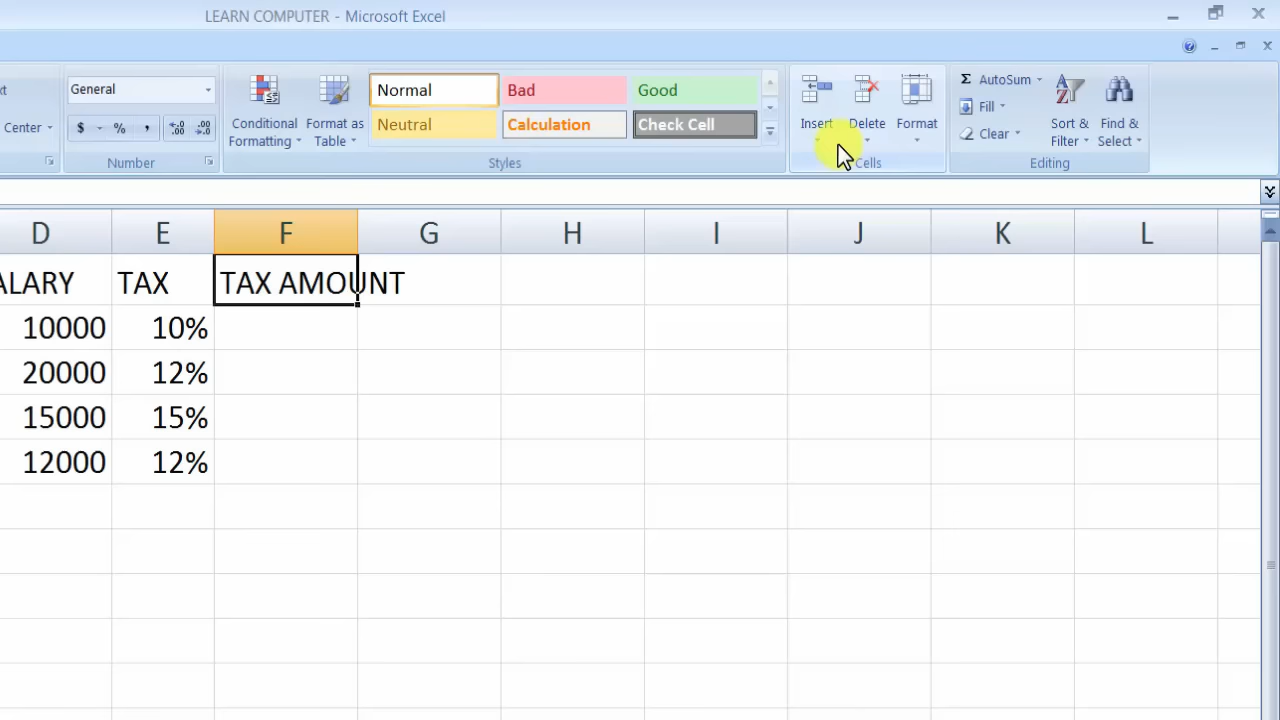 LEARN COMPUTER - Microsoft Excel
General
Normal
Bad
Good
Neutral
Calculation
Check Cell
Center
$ % ,
Conditional
Formatting
Format as
Table
Insert
Delete
Format
Σ AutoSum
Fill
Clear
Sort &
Filter
Find &
Select
Number
Styles
Cells
Editing
D E F G H I J K L
ALARY TAX TAX AMOUNT
10000 10%
20000 12%
15000 15%
12000 12%